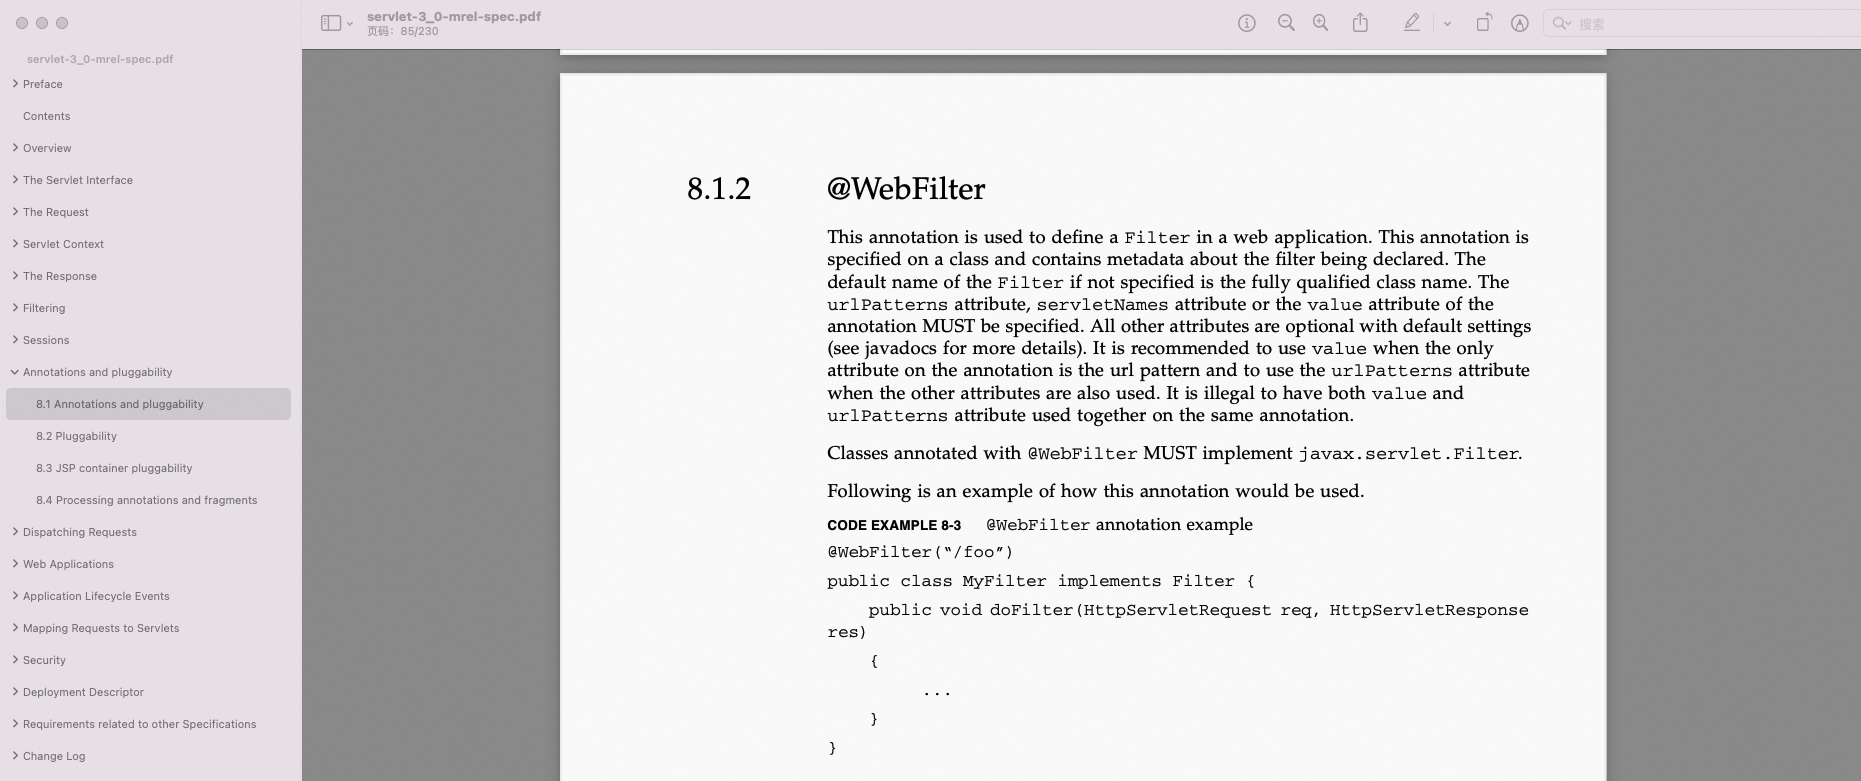 servlet-3_0-mrel-spec.pdf
页码：85/230
搜索
servlet-3_0-mrel-spec.pdf
Preface
Contents
Overview
The Servlet Interface
The Request
Servlet Context
The Response
Filtering
Sessions
Annotations and pluggability
8.1 Annotations and pluggability
8.2 Pluggability
8.3 JSP container pluggability
8.4 Processing annotations and fragments
Dispatching Requests
Web Applications
Application Lifecycle Events
Mapping Requests to Servlets
Security
Deployment Descriptor
Requirements related to other Specifications
Change Log
8.1.2 @WebFilter
This annotation is used to define a Filter in a web application. This annotation is
specified on a class and contains metadata about the filter being declared. The
default name of the Filter if not specified is the fully qualified class name. The
urlPatterns attribute, servletNames attribute or the value attribute of the
annotation MUST be specified. All other attributes are optional with default settings
(see javadocs for more details). It is recommended to use value when the only
attribute on the annotation is the url pattern and to use the urlPatterns attribute
when the other attributes are also used. It is illegal to have both value and
urlPatterns attribute used together on the same annotation.
Classes annotated with @WebFilter MUST implement javax.servlet.Filter.
Following is an example of how this annotation would be used.
CODE EXAMPLE 8-3 @WebFilter annotation example
@WebFilter(“/foo”)
public class MyFilter implements Filter {
public void doFilter(HttpServletRequest req, HttpServletResponse
res)
{
...
}
}